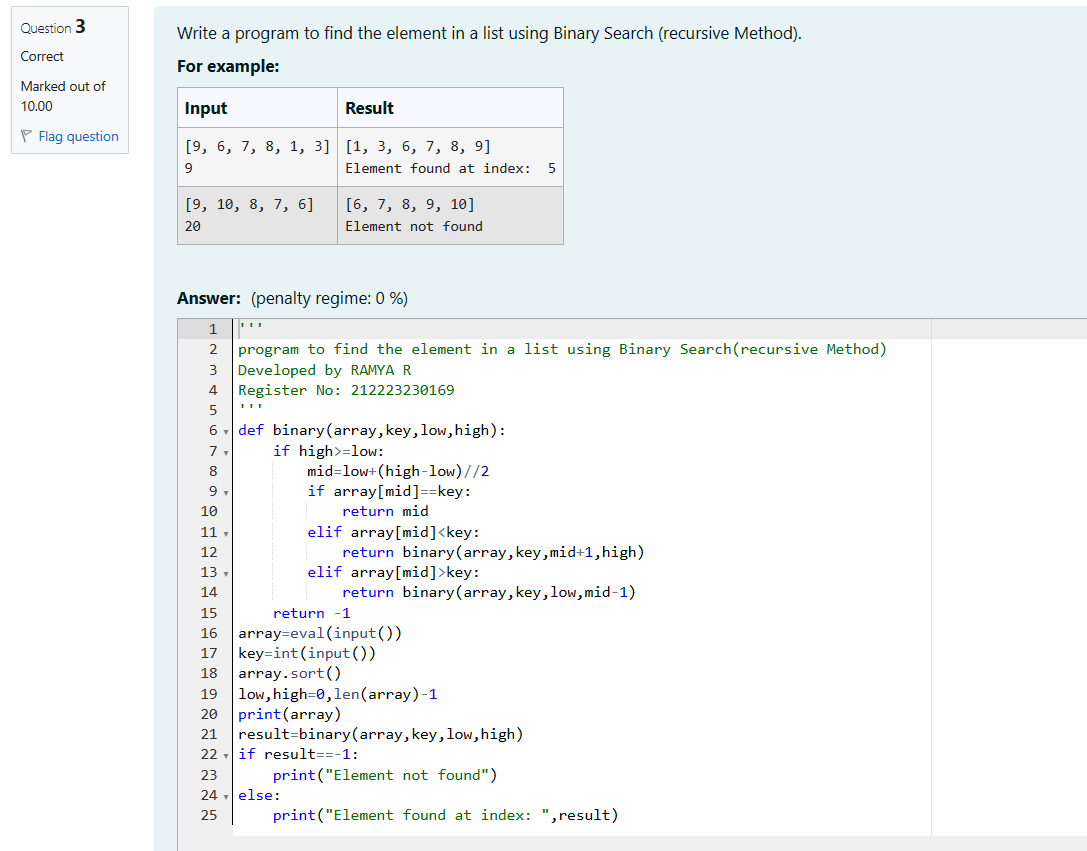 Question 3
Correct
Marked out of
10.00
Flag question
Write a program to find the element in a list using Binary Search (recursive Method).
For example:
Input Result
[9, 6, 7, 8, 1, 3] [1, 3, 6, 7, 8, 9]
9 Element found at index:  5
[9, 10, 8, 7, 6] [6, 7, 8, 9, 10]
20 Element not found
Answer: (penalty regime: 0 %)
1 '''
2 program to find the element in a list using Binary Search(recursive Method)
3 Developed by RAMYA R
4 Register No: 212223230169
5 '''
6 def binary(array,key,low,high):
7     if high>=low:
8         mid=low+(high-low)//2
9         if array[mid]==key:
10             return mid
11         elif array[mid]<key:
12             return binary(array,key,mid+1,high)
13         elif array[mid]>key:
14             return binary(array,key,low,mid-1)
15     return -1
16 array=eval(input())
17 key=int(input())
18 array.sort()
19 low,high=0,len(array)-1
20 print(array)
21 result=binary(array,key,low,high)
22 if result==-1:
23     print("Element not found")
24 else:
25     print("Element found at index: ",result)